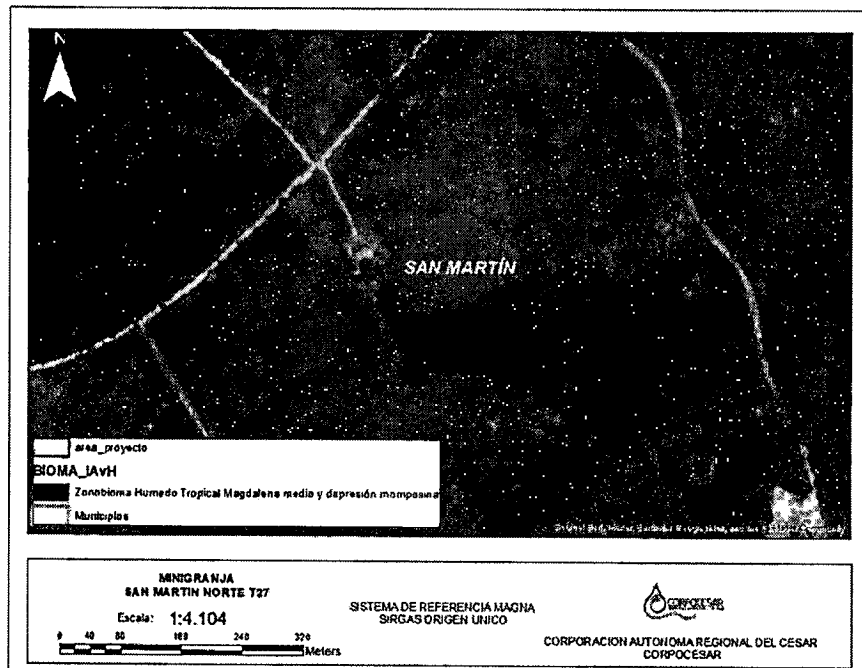 N
SAN MARTÍN
area_proyecto
BIOMA_IAvH
Zonobioma Humedo Tropical Magdalena medio y depresión momposina
Municipios
MINIGRANJA
SAN MARTIN NORTE T27
Escala: 1:4.104
0 40 80 160 240 320
Meters
SISTEMA DE REFERENCIA MAGNA
SIRGAS ORIGEN UNICO
CORPOCESAR
CORPORACION AUTONOMA REGIONAL DEL CESAR
CORPOCESAR